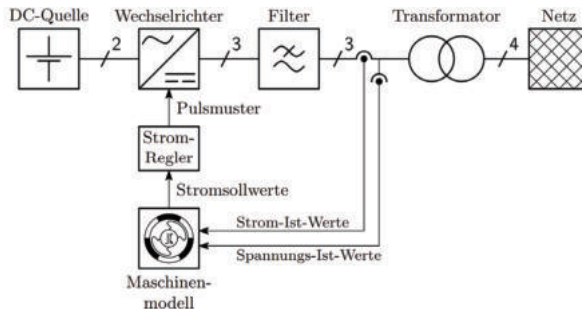 DC-Quelle
Wechselrichter
Filter
Transformator
Netz
2
3
3
4
Pulsmuster
Strom-
Regler
Stromsollwerte
Strom-Ist-Werte
Spannungs-Ist-Werte
Maschinen-
modell